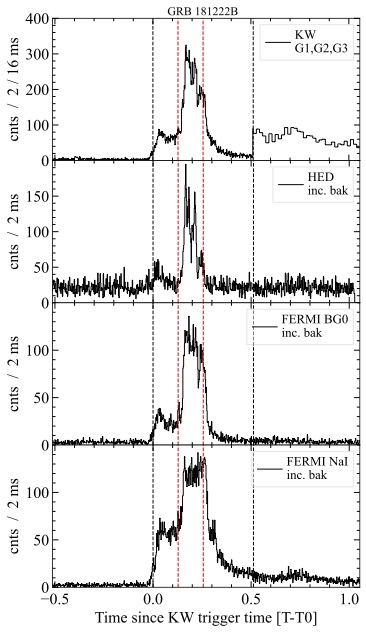 GRB 181222B
400
300
200
100
0
cnts / 2 / 16 ms
KW
G1,G2,G3
150
100
50
0
cnts / 2 ms
HED
inc. bak
100
50
0
cnts / 2 ms
FERMI BG0
inc. bak
100
50
0
cnts / 2 ms
FERMI NaI
inc. bak
−0.5 0.0 0.5 1.0
Time since KW trigger time [T-T0]